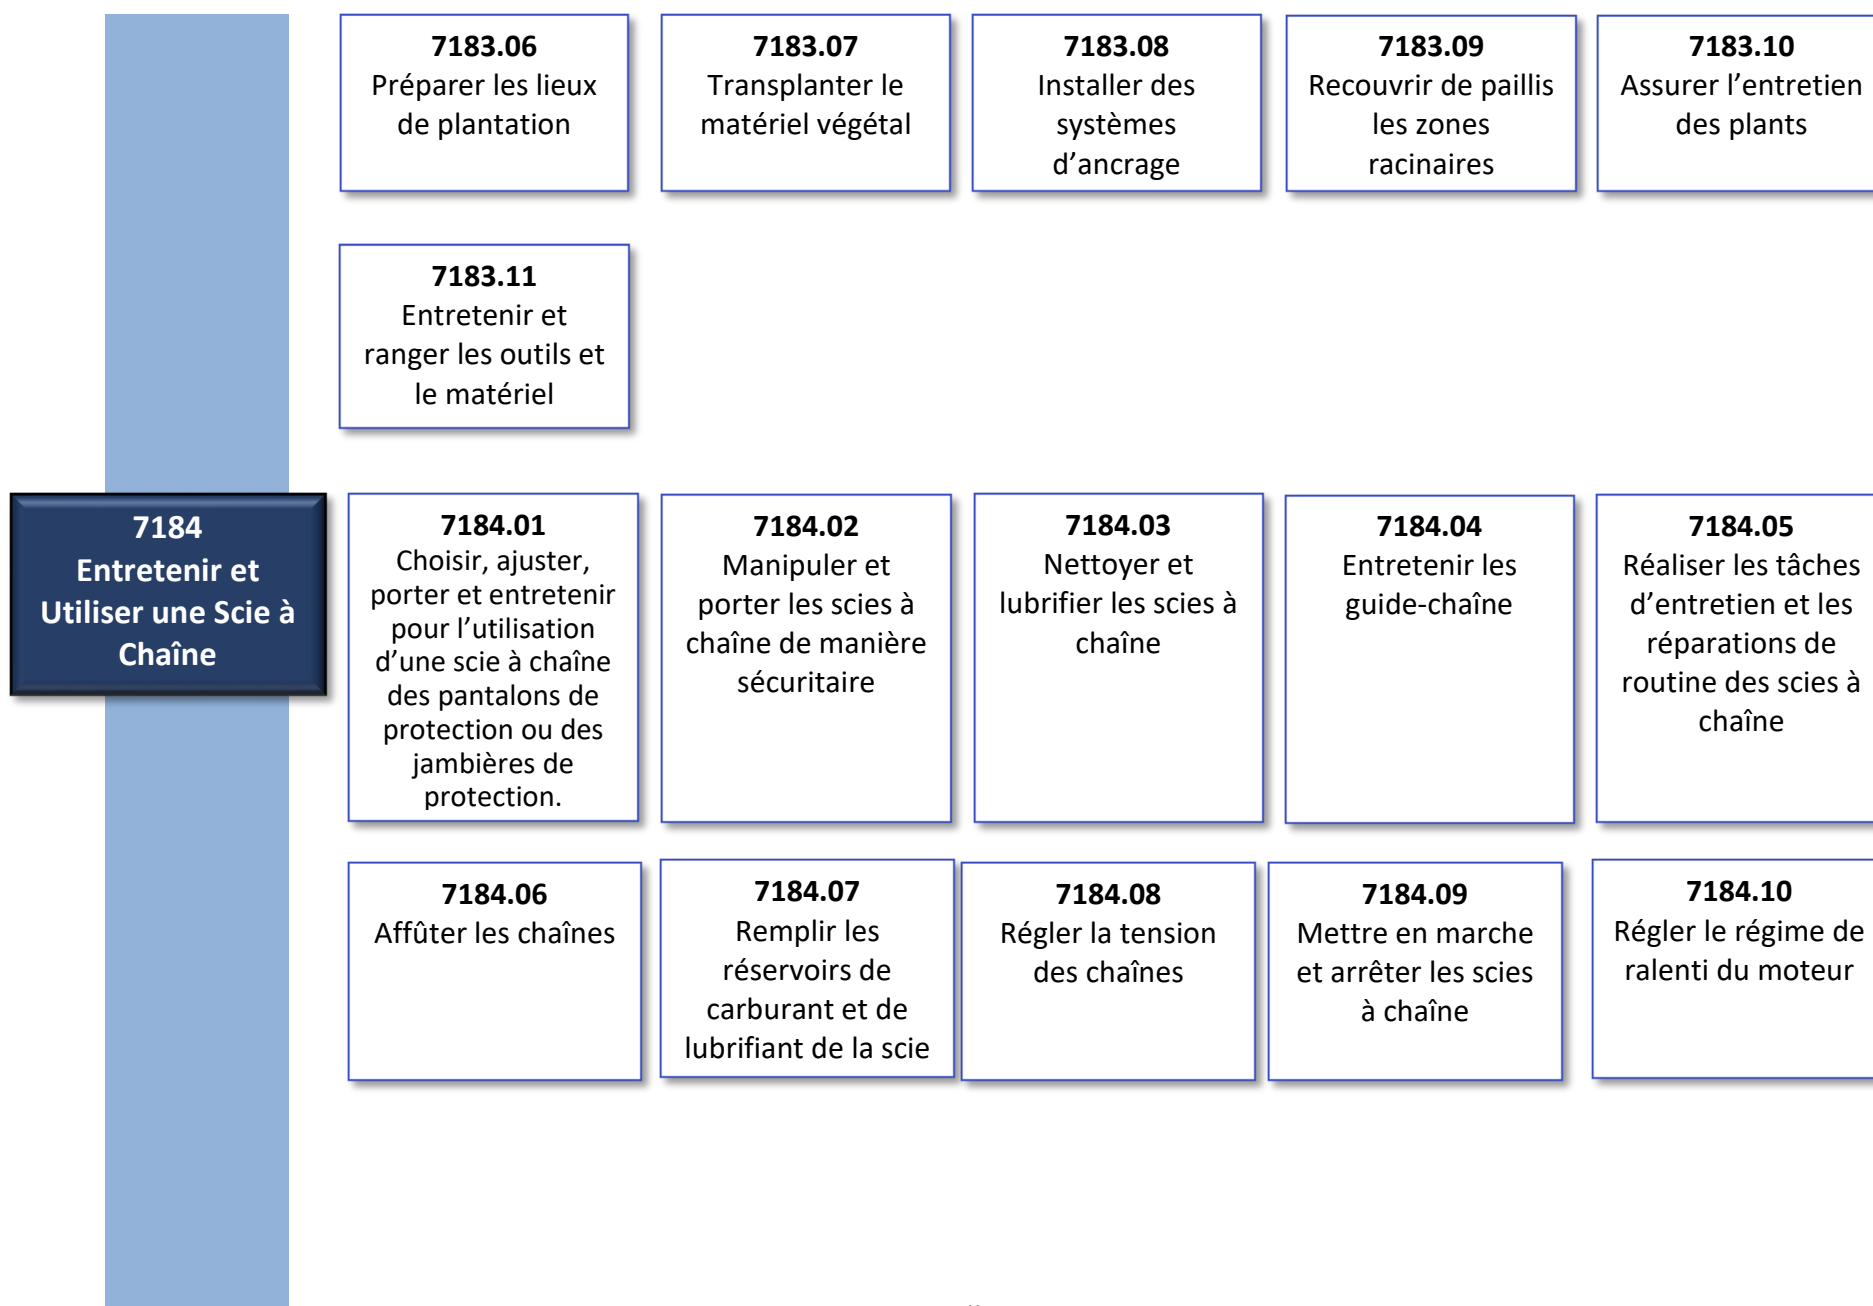 7183.06
Préparer les lieux
de plantation
7183.07
Transplanter le
matériel végétal
7183.08
Installer des
systèmes
d’ancrage
7183.09
Recouvrir de paillis
les zones
racinaires
7183.10
Assurer l’entretien
des plants
7183.11
Entretenir et
ranger les outils et
le matériel
7184
Entretenir et
Utiliser une Scie à
Chaîne
7184.01
Choisir, ajuster,
porter et entretenir
pour l’utilisation
d’une scie à chaîne
des pantalons de
protection ou des
jambières de
protection.
7184.02
Manipuler et
porter les scies à
chaîne de manière
sécuritaire
7184.03
Nettoyer et
lubrifier les scies à
chaîne
7184.04
Entretenir les
guide-chaîne
7184.05
Réaliser les tâches
d’entretien et les
réparations de
routine des scies à
chaîne
7184.06
Affûter les chaînes
7184.07
Remplir les
réservoirs de
carburant et de
lubrifiant de la scie
7184.08
Régler la tension
des chaînes
7184.09
Mettre en marche
et arrêter les scies
à chaîne
7184.10
Régler le régime de
ralenti du moteur